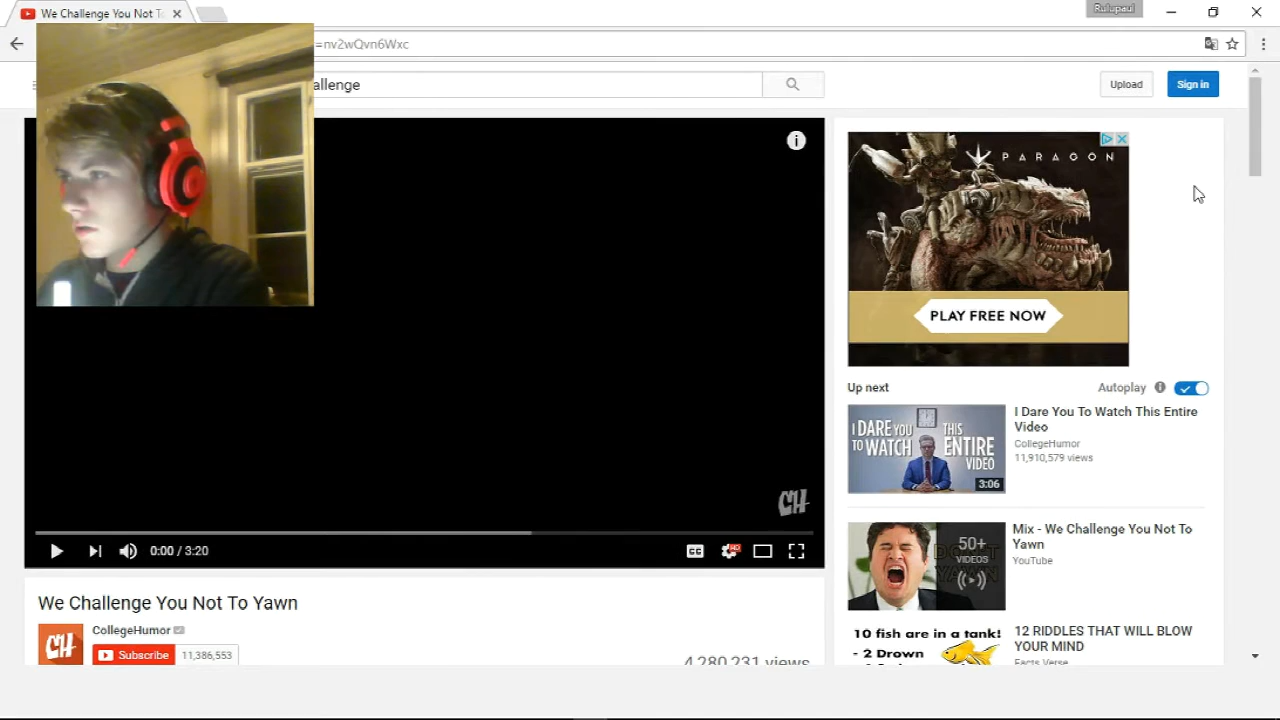 We Challenge You Not T
Rulupaul
=nv2wQvn6Wxc
allenge
Upload
Sign in
PARAGON
PLAY FREE NOW
Up next
Autoplay
I DARE YOU TO WATCH THIS ENTIRE VIDEO
3:06
I Dare You To Watch This Entire
Video
CollegeHumor
11,910,579 views
CH
0:00 / 3:20
CC
HD
50+
VIDEOS
Mix - We Challenge You Not To
Yawn
YouTube
We Challenge You Not To Yawn
CH
CollegeHumor
Subscribe
11,386,553
4,280,231 views
10 fish are in a tank!
- 2 Drown
12 RIDDLES THAT WILL BLOW
YOUR MIND
Facts Verse